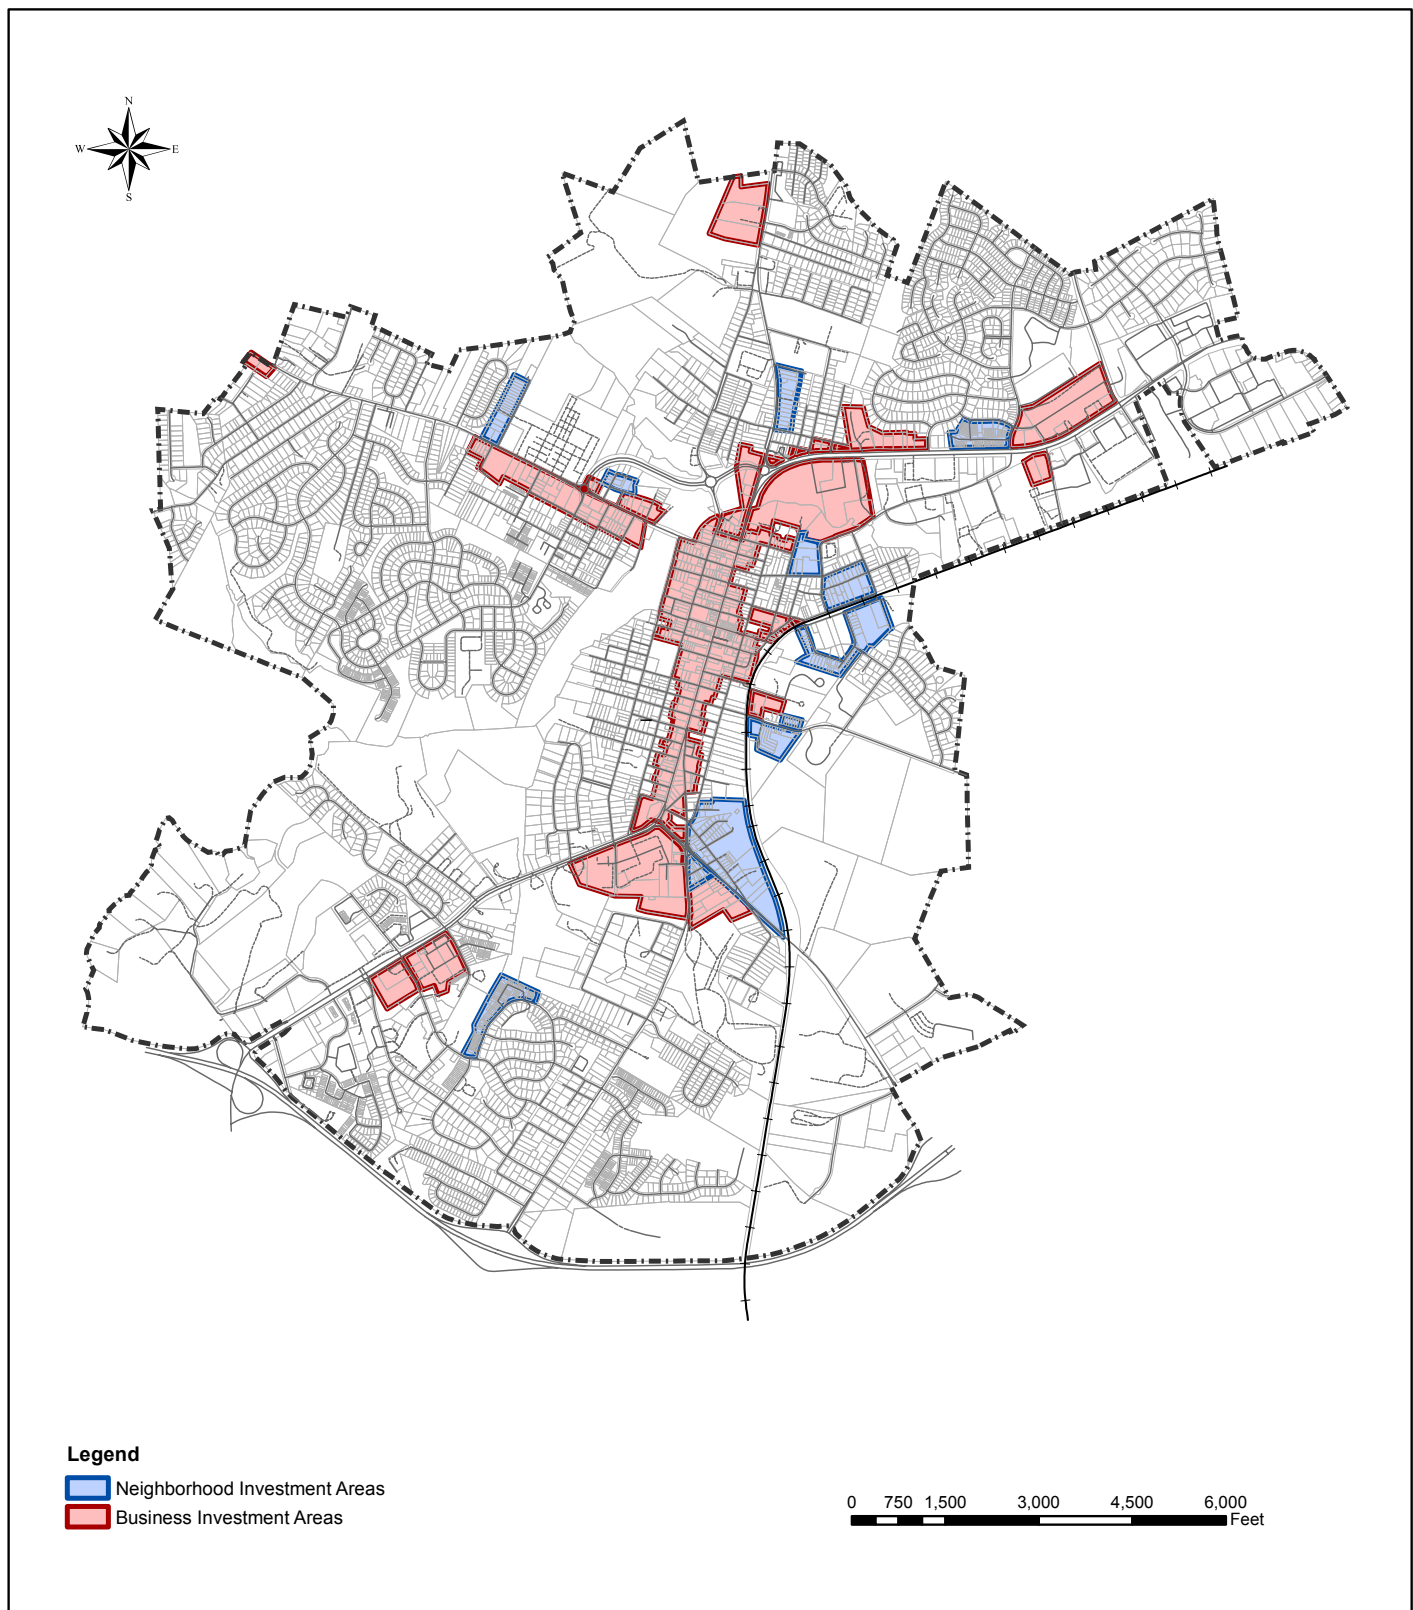 N
W E
S
Legend
Neighborhood Investment Areas
Business Investment Areas
0 750 1,500 3,000 4,500 6,000
Feet